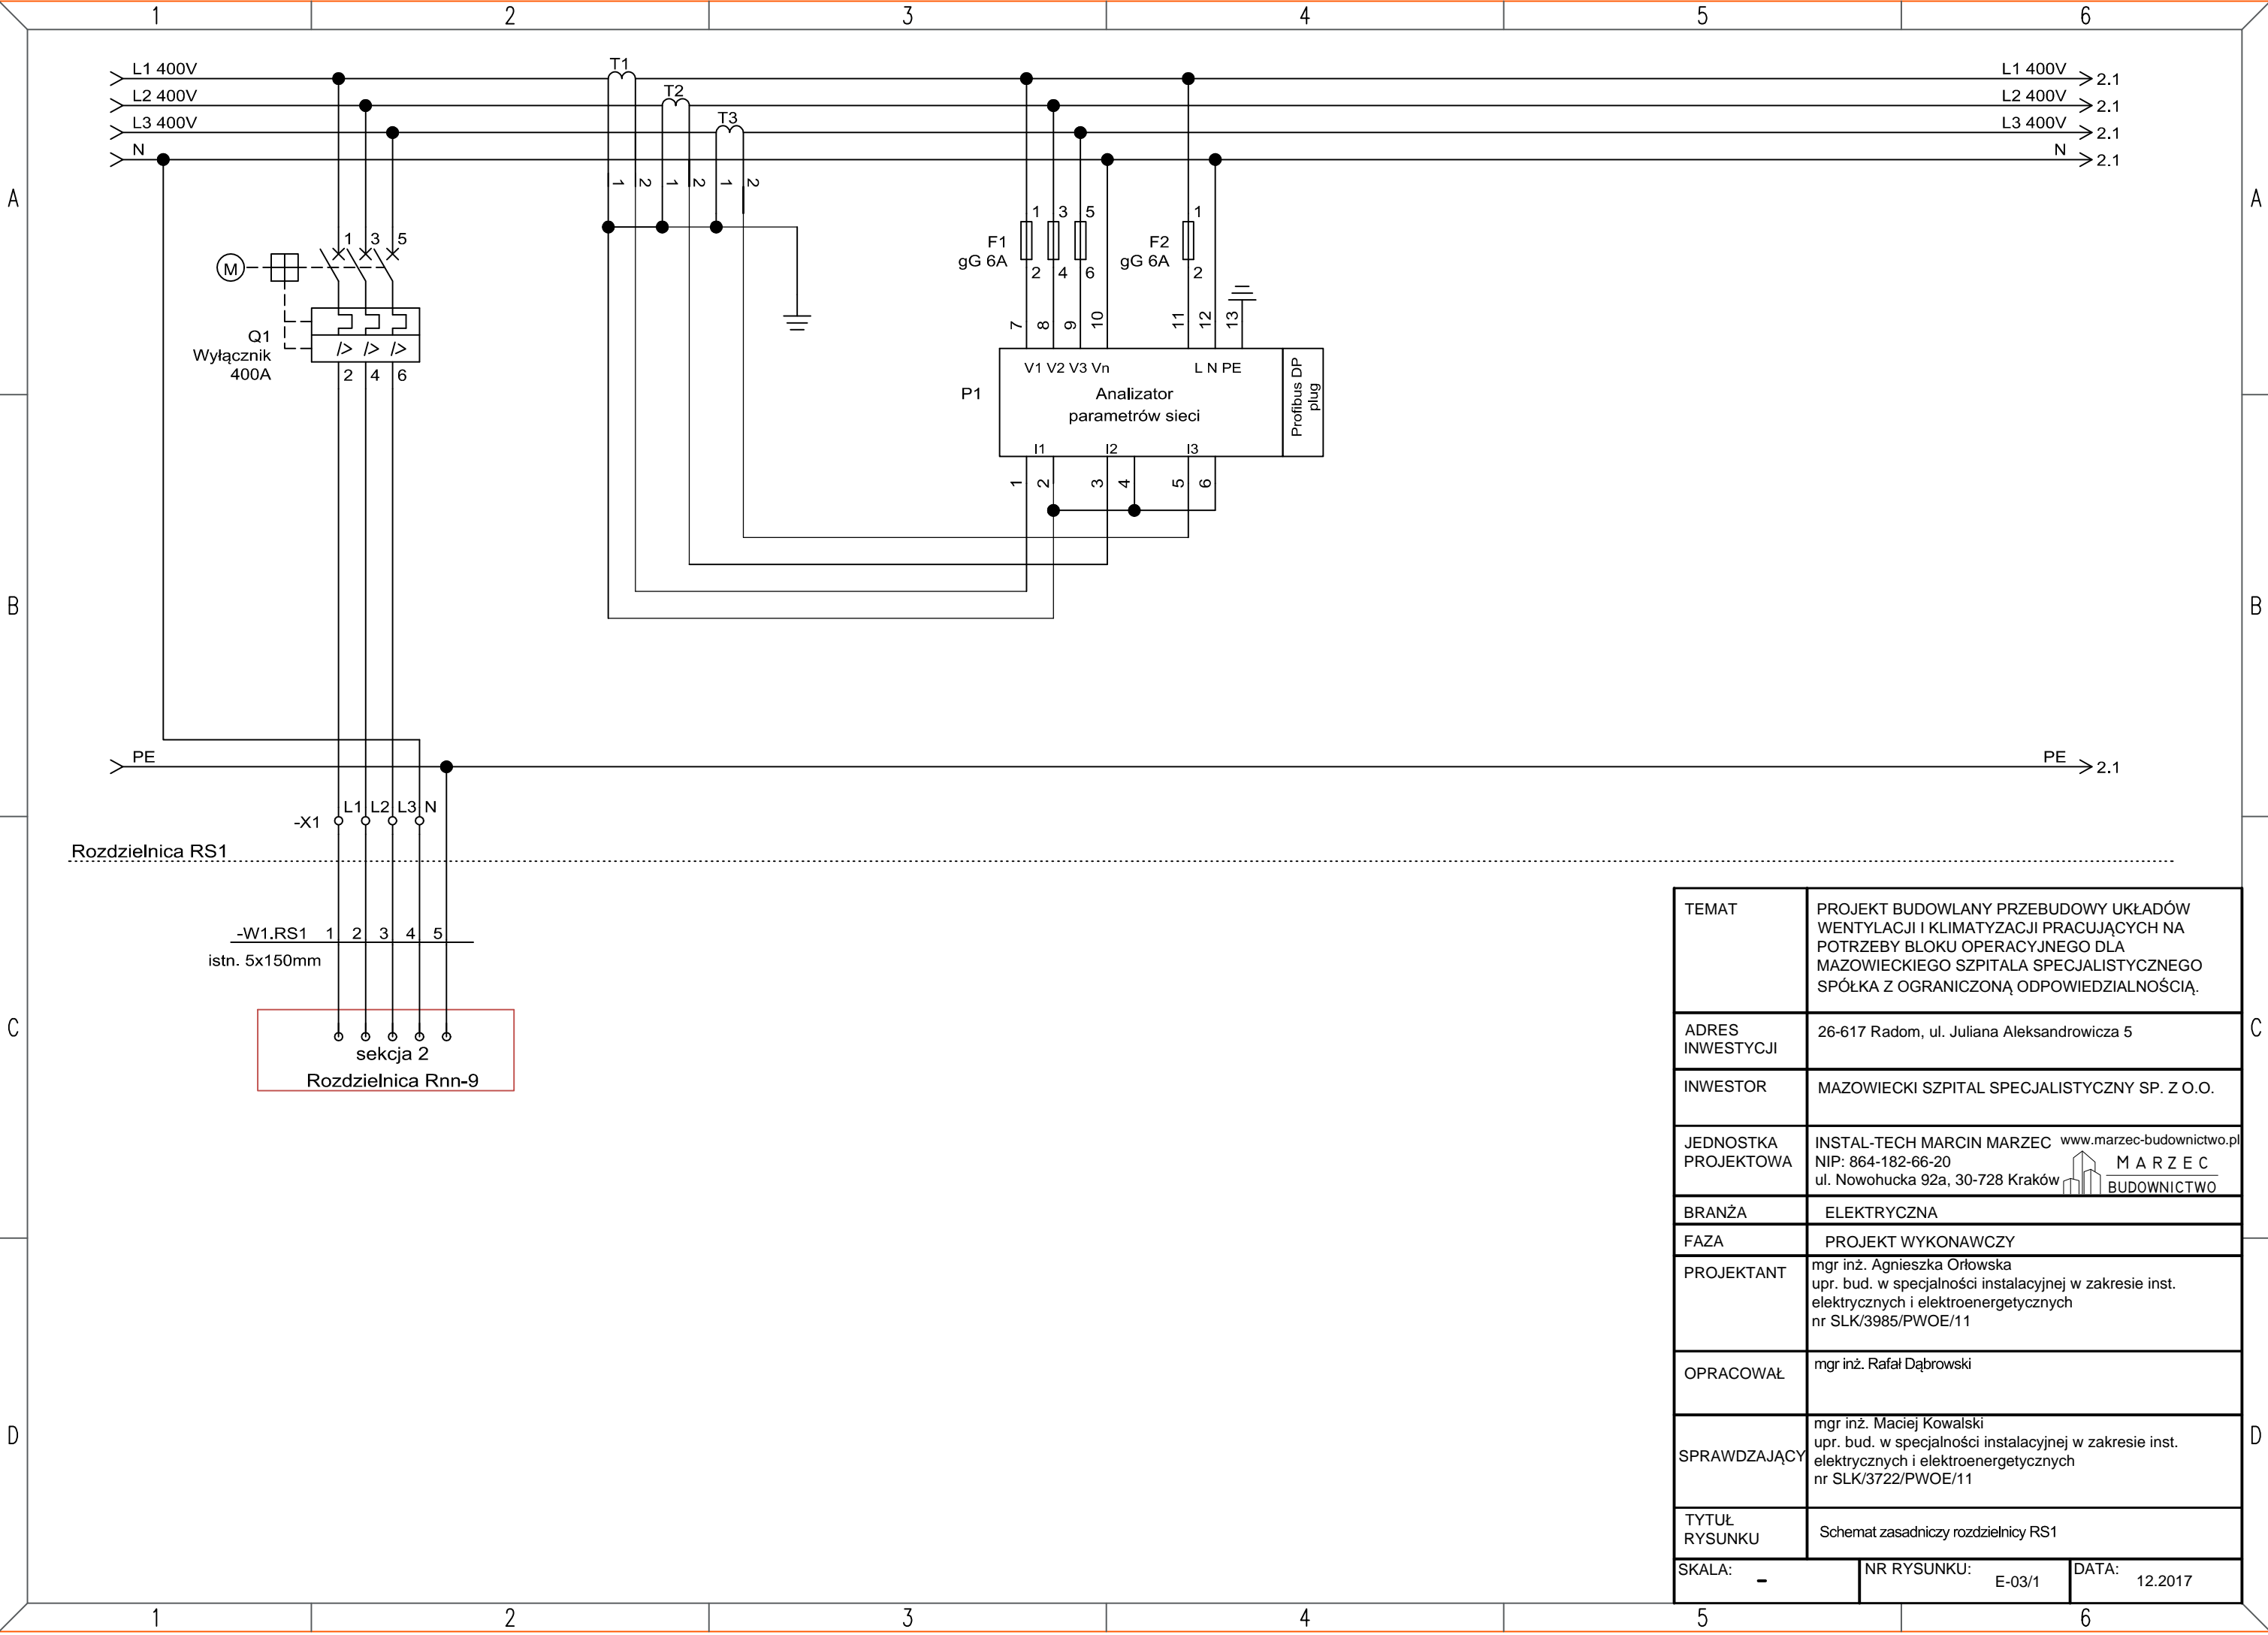 1 2 3 4 5 6
L1 400V
L2 400V
L3 400V
N
T1
T2
T3
L1 400V 2.1
L2 400V 2.1
L3 400V 2.1
N 2.1
A A
1 2 1 2 1 2
1 3 5
M
Q1
Wyłącznik
400A
/> /> />
2 4 6
F1
gG 6A
1 3 5
2 4 6
F2
gG 6A
1
2
7 8 9 10 11 12 13
V1 V2 V3 Vn L N PE
P1
Analizator
parametrów sieci
Profibus DP
plug
I1 I2 I3
1 2 3 4 5 6
B B
PE
PE 2.1
-X1 L1 L2 L3 N
Rozdzielnica RS1
-W1.RS1 1 2 3 4 5
istn. 5x150mm
sekcja 2
Rozdzielnica Rnn-9
C C
TEMAT
PROJEKT BUDOWLANY PRZEBUDOWY UKŁADÓW
WENTYLACJI I KLIMATYZACJI PRACUJĄCYCH NA
POTRZEBY BLOKU OPERACYJNEGO DLA
MAZOWIECKIEGO SZPITALA SPECJALISTYCZNEGO
SPÓŁKA Z OGRANICZONĄ ODPOWIEDZIALNOŚCIĄ.
ADRES
INWESTYCJI
26-617 Radom, ul. Juliana Aleksandrowicza 5
INWESTOR
MAZOWIECKI SZPITAL SPECJALISTYCZNY SP. Z O.O.
JEDNOSTKA
PROJEKTOWA
INSTAL-TECH MARCIN MARZEC www.marzec-budownictwo.pl
NIP: 864-182-66-20
ul. Nowohucka 92a, 30-728 Kraków
MARZEC
BUDOWNICTWO
BRANŻA
ELEKTRYCZNA
FAZA
PROJEKT WYKONAWCZY
PROJEKTANT
mgr inż. Agnieszka Orłowska
upr. bud. w specjalności instalacyjnej w zakresie inst.
elektrycznych i elektroenergetycznych
nr SLK/3985/PWOE/11
OPRACOWAŁ
mgr inż. Rafał Dąbrowski
D D
SPRAWDZAJĄCY
mgr inż. Maciej Kowalski
upr. bud. w specjalności instalacyjnej w zakresie inst.
elektrycznych i elektroenergetycznych
nr SLK/3722/PWOE/11
TYTUŁ
RYSUNKU
Schemat zasadniczy rozdzielnicy RS1
SKALA: -
NR RYSUNKU: E-03/1
DATA: 12.2017
1 2 3 4 5 6